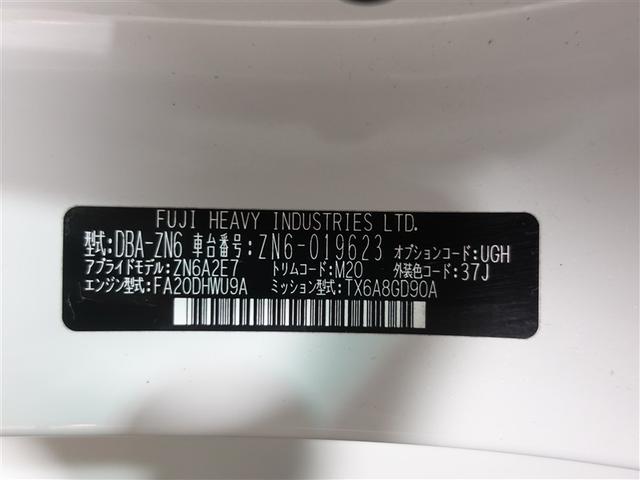 FUJI HEAVY INDUSTRIES LTD.
型式:DBA-ZN6 車台番号:ZN6-019623 オプションコード:UGH
アプライドモデル:ZN6A2E7 トリムコード:M20 外装色コード:37J
エンジン型式:FA20DHWU9A ミッション型式:TX6A8GD90A